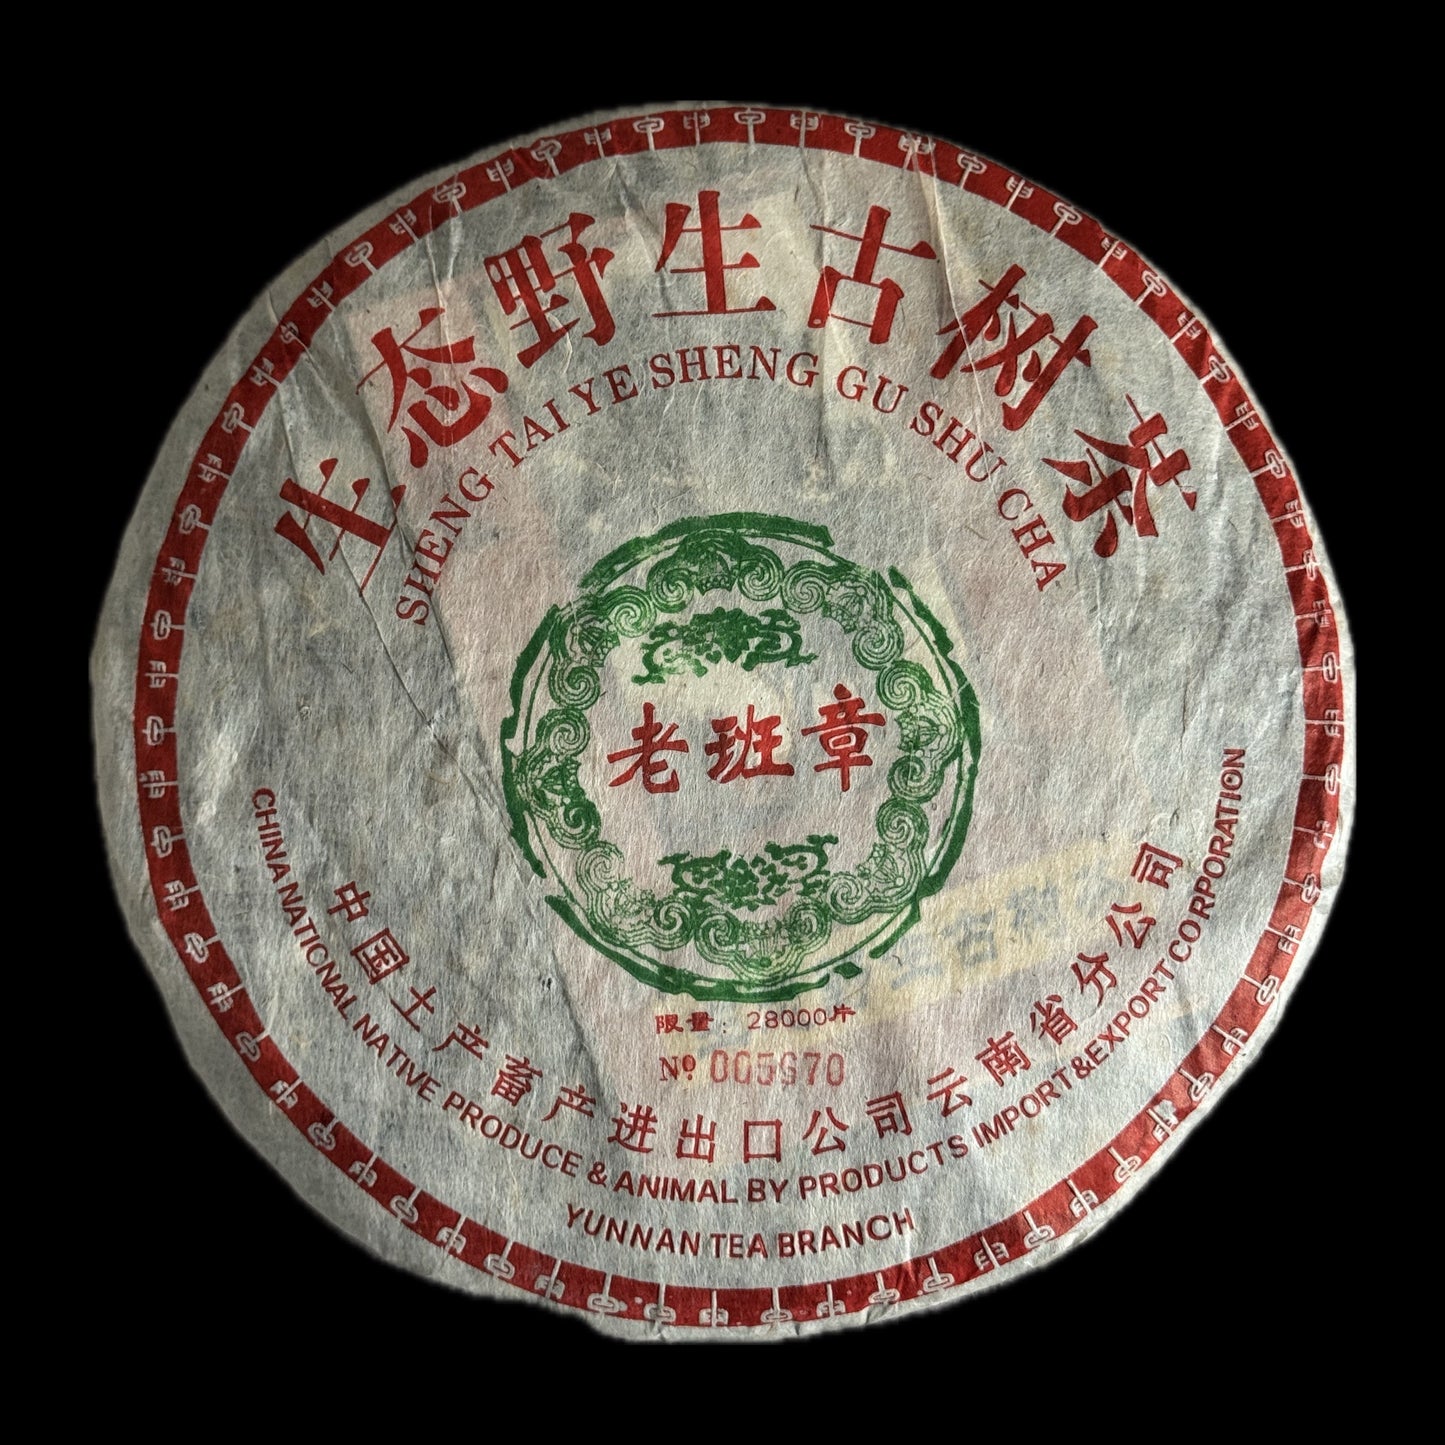 生态野生古树茶
SHENG TAI YE SHENG GU SHU CHA
老班章
限量：28000片
Nº 005970
中国土产畜产进出口公司云南省分公司
CHINA NATIONAL NATIVE PRODUCE & ANIMAL BY PRODUCTS IMPORT & EXPORT CORPORATION
YUNNAN TEA BRANCH